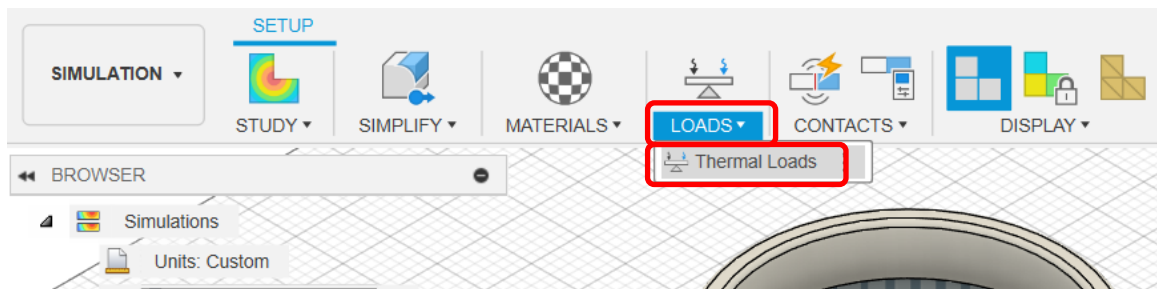 SETUP
SIMULATION
STUDY
SIMPLIFY
MATERIALS
LOADS
CONTACTS
DISPLAY
Thermal Loads
BROWSER
Simulations
Units: Custom